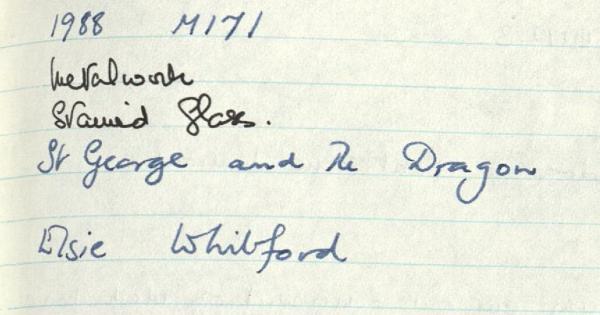 1988 M171
Metalwork
Stained Glass.
St George and The Dragon
Elsie Whitford